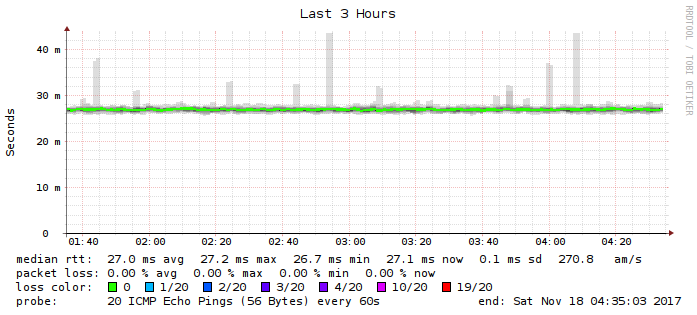 Last 3 Hours
RRDTOOL / TOBI OETIKER
Seconds
40 m
30 m
20 m
10 m
0
01:40 02:00 02:20 02:40 03:00 03:20 03:40 04:00 04:20
median rtt: 27.0 ms avg 27.2 ms max 26.7 ms min 27.1 ms now 0.1 ms sd 270.8 am/s
packet loss: 0.00 % avg 0.00 % max 0.00 % min 0.00 % now
loss color: 0 1/20 2/20 3/20 4/20 10/20 19/20
probe: 20 ICMP Echo Pings (56 Bytes) every 60s end: Sat Nov 18 04:35:03 2017